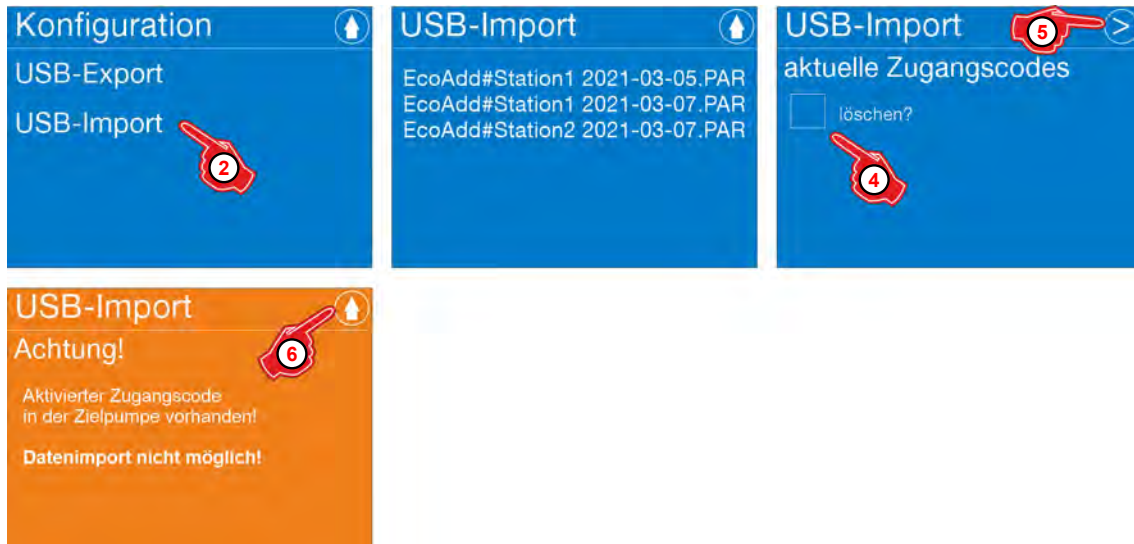 Konfiguration
USB-Export
USB-Import
2
USB-Import
EcoAdd#Station1 2021-03-05.PAR
EcoAdd#Station1 2021-03-07.PAR
EcoAdd#Station2 2021-03-07.PAR
USB-Import
5
>
aktuelle Zugangscodes
löschen?
4
USB-Import
Achtung!
6
Aktivierter Zugangscode
in der Zielpumpe vorhanden!
Datenimport nicht möglich!